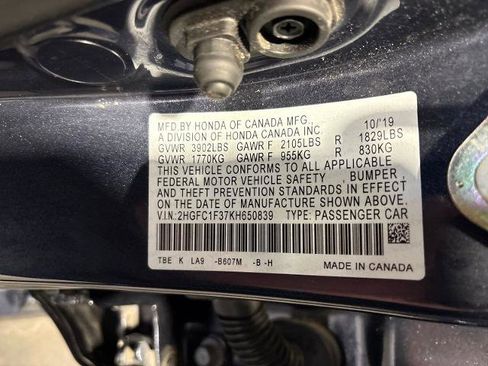 MFD.BY HONDA OF CANADA MFG., 10/'19
A DIVISION OF HONDA CANADA INC.
GVWR 3902LBS GAWR F 2105LBS R 1829LBS
GVWR 1770KG GAWR F 955KG R 830KG
THIS VEHICLE CONFORMS TO ALL APPLICABLE
FEDERAL MOTOR VEHICLE SAFETY , BUMPER ,
AND THEFT PREVENTION STANDARDS IN EFFECT
ON THE DATE OF MANUFACTURE SHOWN ABOVE.
V.I.N.:2HGFC1F37KH650839 TYPE: PASSENGER CAR
TBE K LA9 -B607M -B -H
MADE IN CANADA